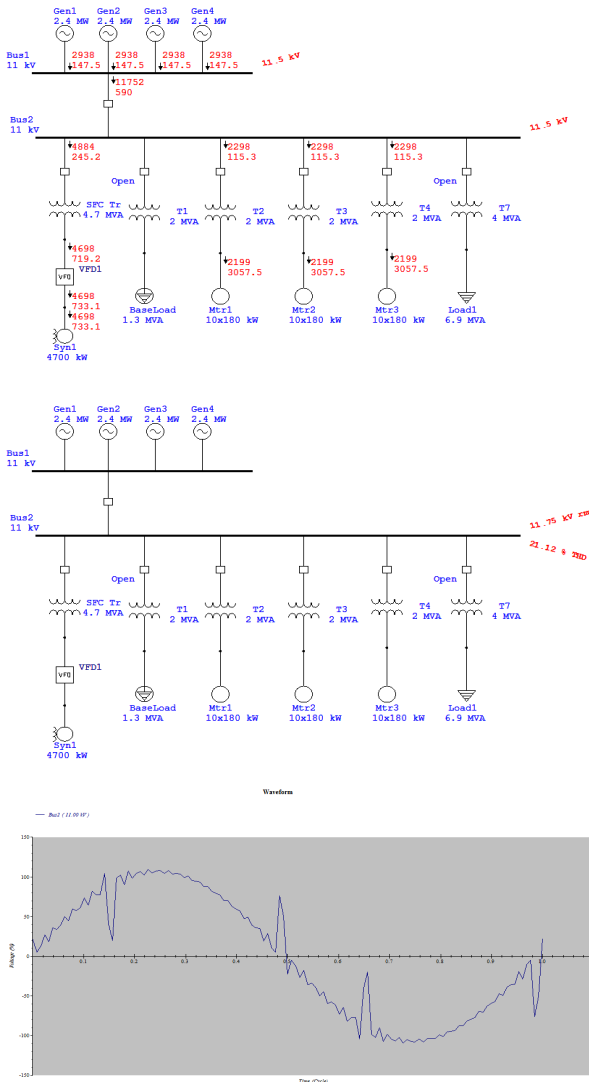 Gen1 Gen2 Gen3 Gen4
2.4 MW 2.4 MW 2.4 MW 2.4 MW
2938 2938 2938 2938
147.5 147.5 147.5 147.5
Bus1
11 kV
11.5 kV
11752
590
Bus2
11 kV
11.5 kV
4884 2298 2298 2298
245.2 115.3 115.3 115.3
Open Open
SFC Tr T1 T2 T3 T4 T7
4.7 MVA 2 MVA 2 MVA 2 MVA 2 MVA 4 MVA
4698 2199 2199 2199
719.2 3057.5 3057.5 3057.5
VFD1
VFD
4698
733.1
4698
733.1
BaseLoad Mtr1 Mtr2 Mtr3 Load1
1.3 MVA 10x180 kW 10x180 kW 10x180 kW 6.9 MVA
Syn1
4700 kW
Gen1 Gen2 Gen3 Gen4
2.4 MW 2.4 MW 2.4 MW 2.4 MW
Bus1
11 kV
Bus2
11 kV
11.75 kV rm
21.12 % THD
Open Open
SFC Tr T1 T2 T3 T4 T7
4.7 MVA 2 MVA 2 MVA 2 MVA 2 MVA 4 MVA
VFD1
VFD
BaseLoad Mtr1 Mtr2 Mtr3 Load1
1.3 MVA 10x180 kW 10x180 kW 10x180 kW 6.9 MVA
Syn1
4700 kW
Waveform
150
100
50
0
-50
-100
-150
0.1 0.2 0.3 0.4 0.5 0.6 0.7 0.8 0.9 1.0
Time (Cycle)